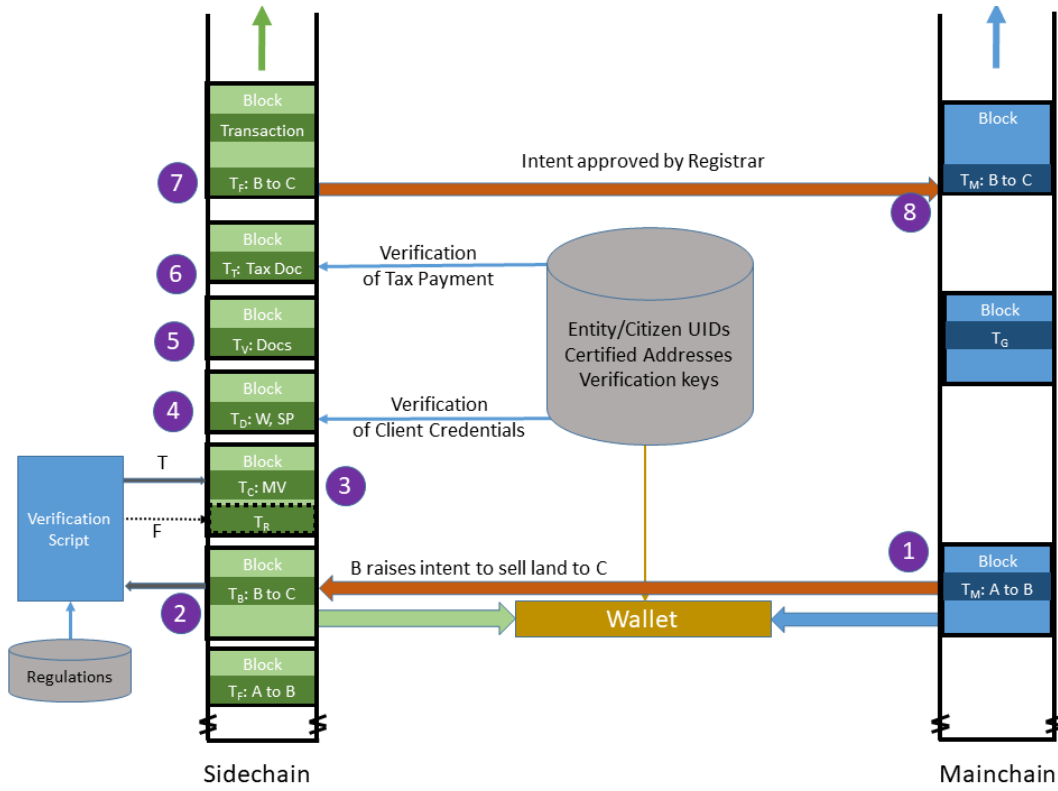 Block
Transaction
7
T_F: B to C
Intent approved by Registrar
Block
T_M: B to C
8
Block
6
T_T: Tax Doc
Verification
of Tax Payment
Block
5
T_V: Docs
Entity/Citizen UIDs
Certified Addresses
Verification keys
Block
T_G
Block
4
T_D: W, SP
Verification
of Client Credentials
T
Block
T_C: MV
3
Verification
Script
F
T_R
Block
T_B: B to C
2
B raises intent to sell land to C
1
Block
T_M: A to B
Wallet
Regulations
Block
T_F: A to B
Sidechain
Mainchain